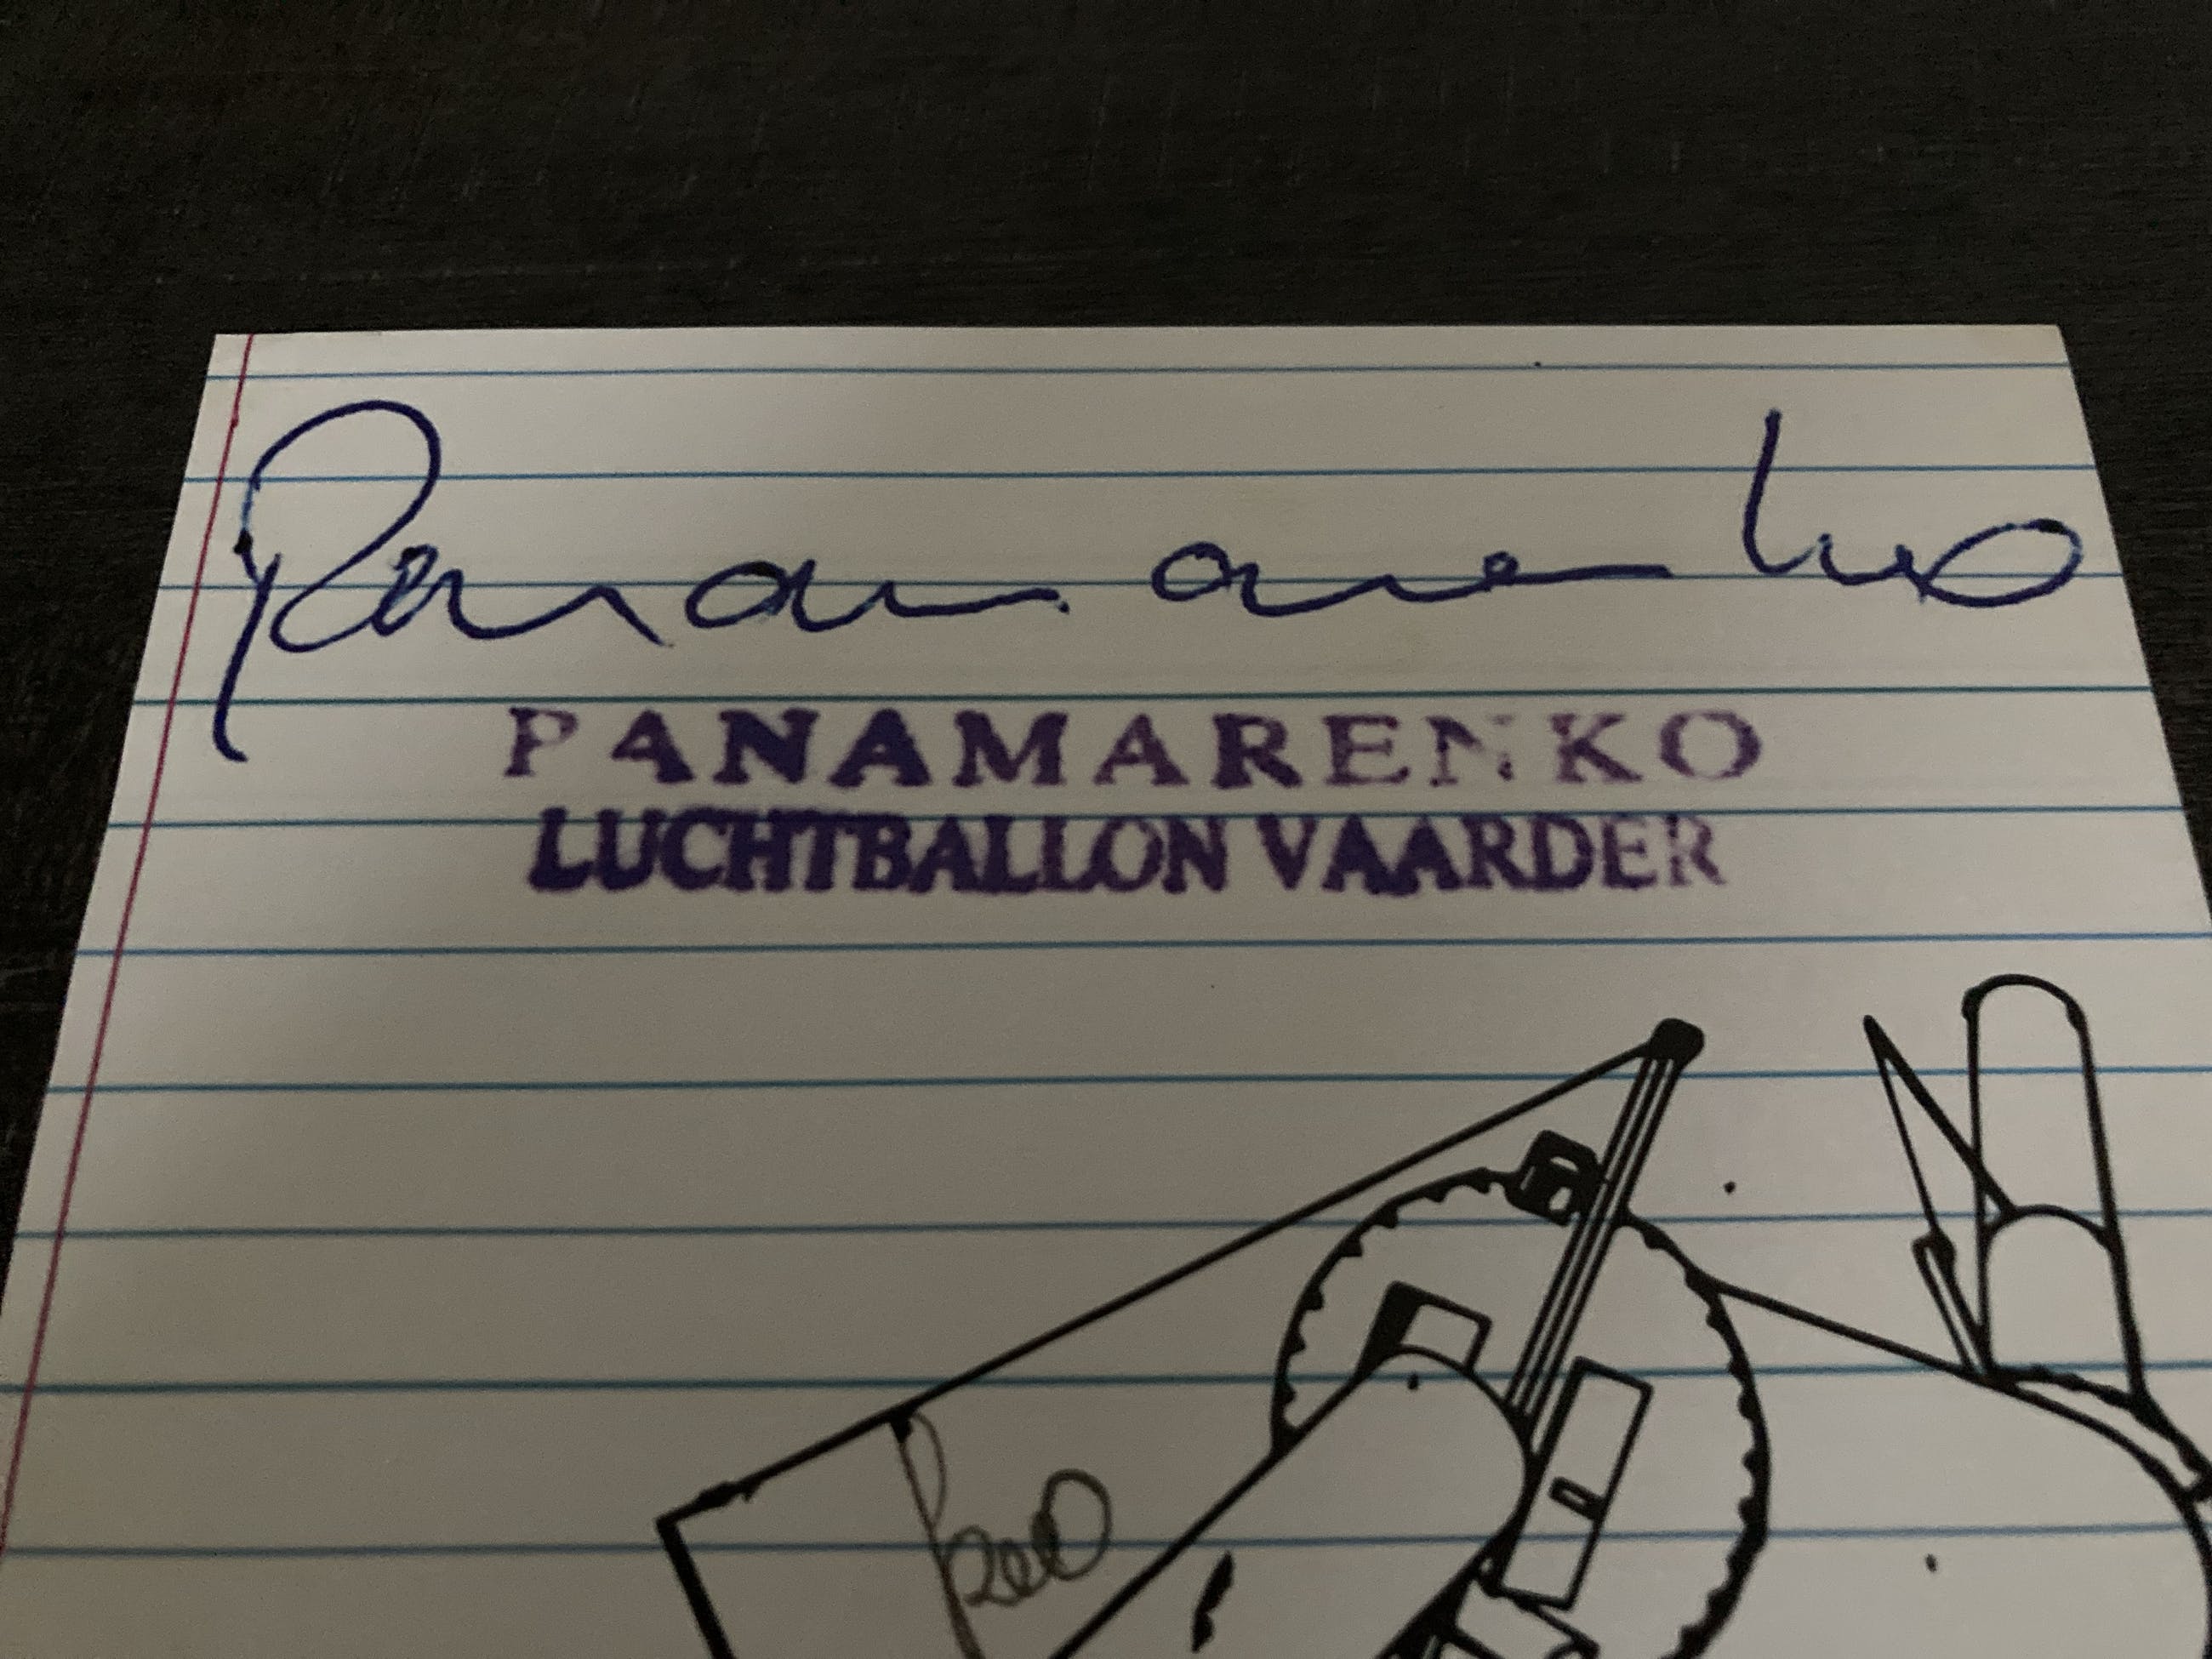 Panamarenko
PANAMARENKO
LUCHTBALLON VAARDER